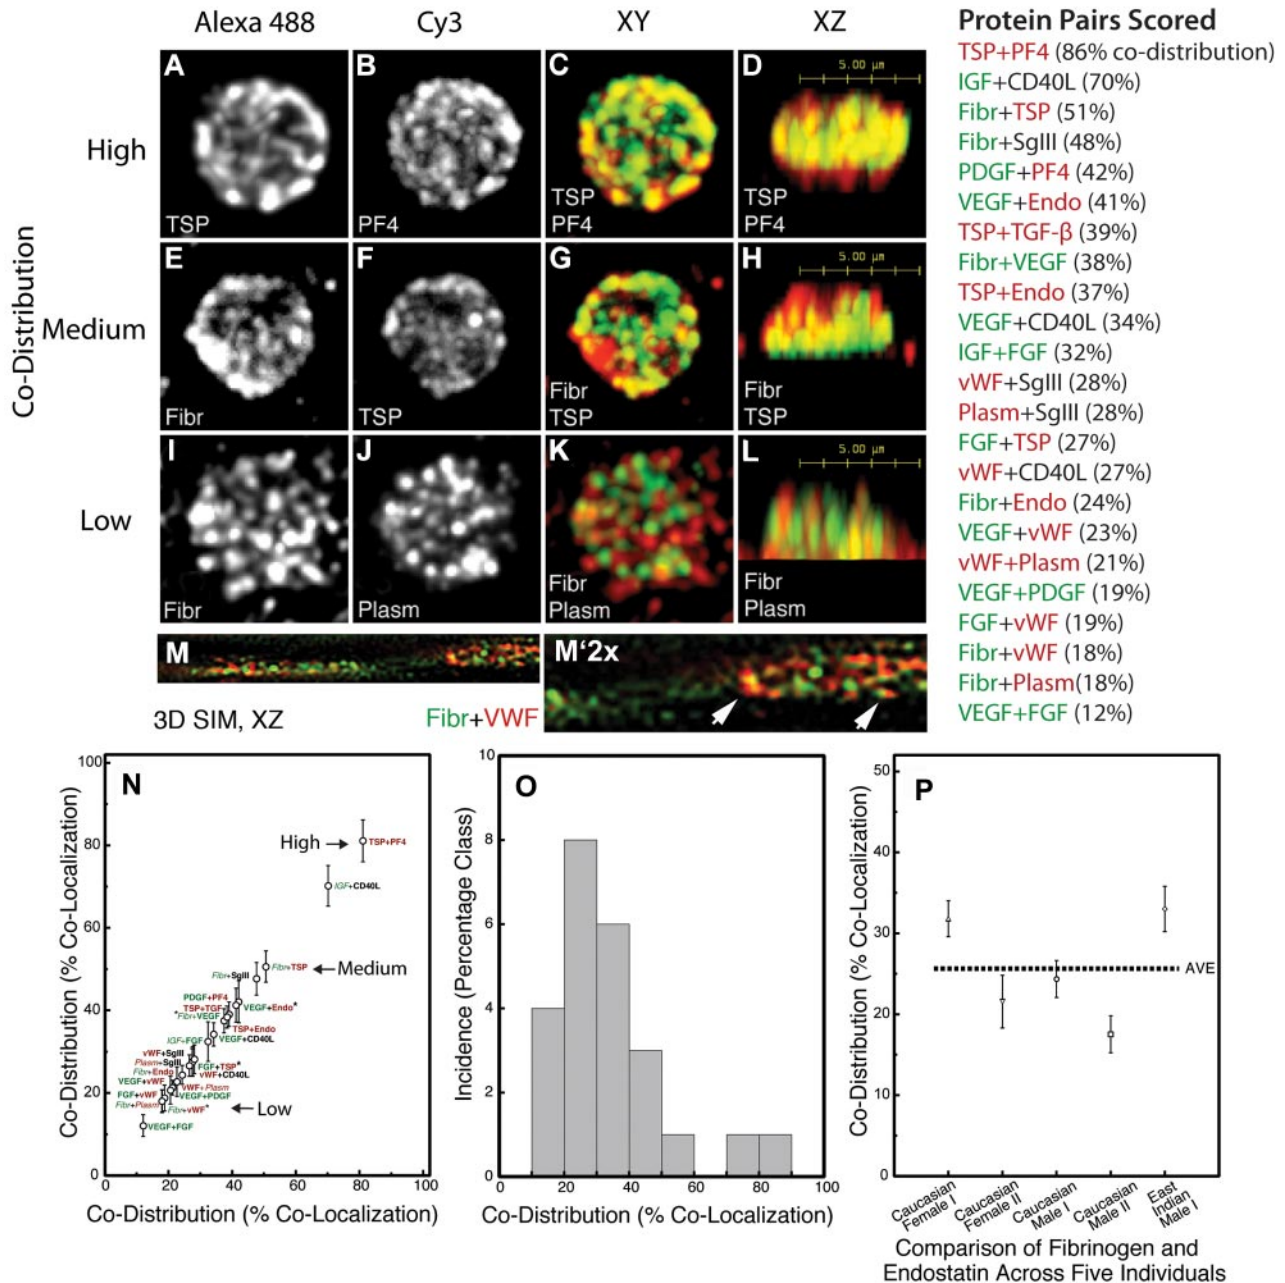 Alexa 488 Cy3 XY XZ
Protein Pairs Scored
TSP+PF4 (86% co-distribution)
IGF+CD40L (70%)
Fibr+TSP (51%)
Fibr+SgIII (48%)
PDGF+PF4 (42%)
VEGF+Endo (41%)
TSP+TGF-β (39%)
Fibr+VEGF (38%)
TSP+Endo (37%)
VEGF+CD40L (34%)
IGF+FGF (32%)
vWF+SgIII (28%)
Plasm+SgIII (28%)
FGF+TSP (27%)
vWF+CD40L (27%)
Fibr+Endo (24%)
VEGF+vWF (23%)
vWF+Plasm (21%)
VEGF+PDGF (19%)
FGF+vWF (19%)
Fibr+vWF (18%)
Fibr+Plasm(18%)
VEGF+FGF (12%)
Co-Distribution
High
A
TSP
B
PF4
C
TSP
PF4
D
5.00 µm
TSP
PF4
Medium
E
Fibr
F
TSP
G
Fibr
TSP
H
5.00 µm
Fibr
TSP
Low
I
Fibr
J
Plasm
K
Fibr
Plasm
L
5.00 µm
Fibr
Plasm
M
M'2x
3D SIM, XZ
Fibr+VWF
N
Co-Distribution (% Co-Localization)
100
80
60
40
20
0
High
TSP+PF4
IGF+CD40L
Fibr+TSP
Medium
Fibr+SgIII
PDGF+PF4
VEGF+Endo*
TSP+TGF
*Fibr+VEGF
*TSP+Endo
IGF+FGF
VEGF+CD40L
vWF+SgIII
Plasm+SgIII
FGF+TSP*
Fibr+Endo
vWF+CD40L
VEGF+vWF
vWF+Plasm
FGF+vWF
VEGF+PDGF
Fibr+Plasm
Fibr+vWF*
Low
VEGF+FGF
0 20 40 60 80 100
Co-Distribution (% Co-Localization)
O
Incidence (Percentage Class)
10
8
6
4
2
0
0 20 40 60 80 100
Co-Distribution (% Co-Localization)
P
Co-Distribution (% Co-Localization)
50
40
30
20
10
0
AVE
Caucasian
Female I
Caucasian
Female II
Caucasian
Male I
Caucasian
Male II
East
Indian
Male I
Comparison of Fibrinogen and
Endostatin Across Five Individuals